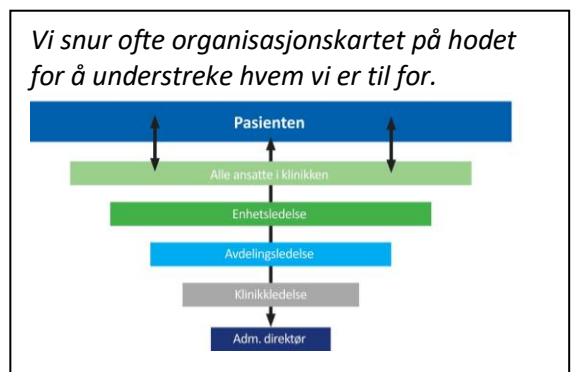 Vi snur ofte organisasjonskartet på hodet
for å understreke hvem vi er til for.
Pasienten
Alle ansatte i klinikken
Enhetsledelse
Avdelingsledelse
Klinikkledelse
Adm. direktør